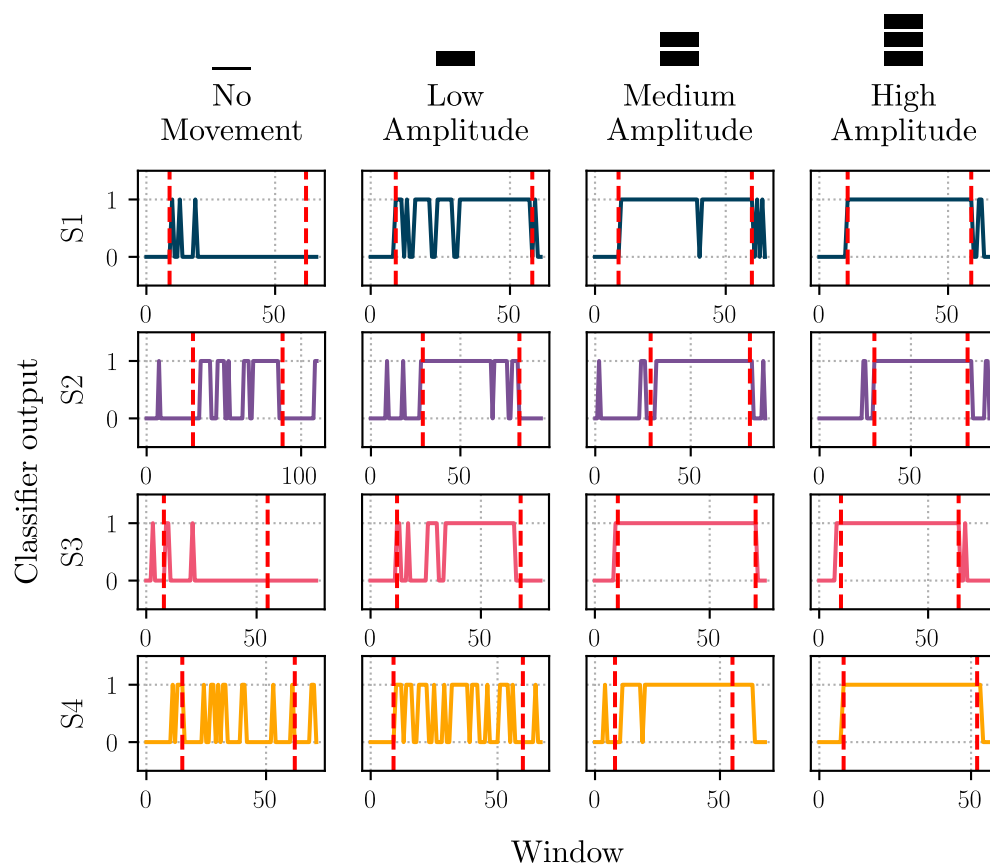 No Low Medium High
Movement Amplitude Amplitude Amplitude
Classifier output
S1
1
0
0 50 0 50 0 50 0 50
S2
1
0
0 100 0 50 0 50 0 50
S3
1
0
0 50 0 50 0 50 0 50
S4
1
0
0 50 0 50 0 50 0 50
Window